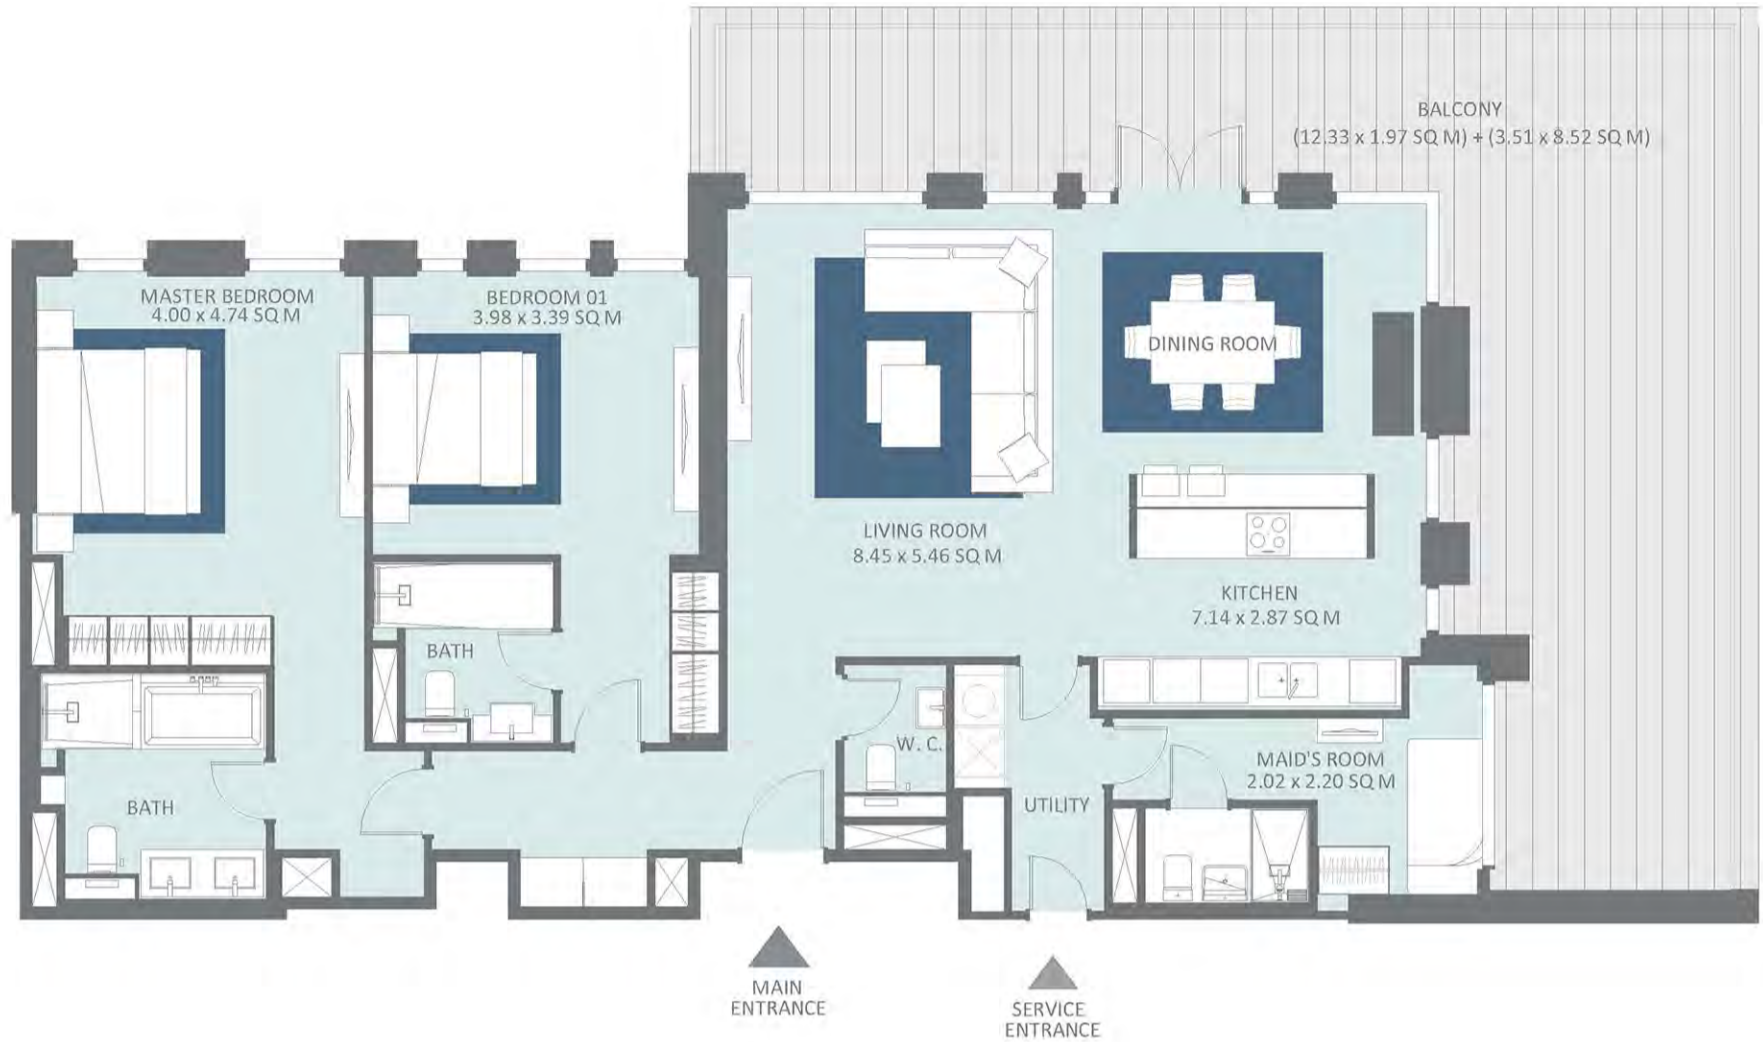 BALCONY
(12.33 x 1.97 SQ M) + (3.51 x 8.52 SQ M)
MASTER BEDROOM
4.00 x 4.74 SQ M
BEDROOM 01
3.98 x 3.39 SQ M
DINING ROOM
LIVING ROOM
8.45 x 5.46 SQ M
KITCHEN
7.14 x 2.87 SQ M
BATH
W. C.
MAID'S ROOM
2.02 x 2.20 SQ M
BATH
UTILITY
MAIN
ENTRANCE
SERVICE
ENTRANCE